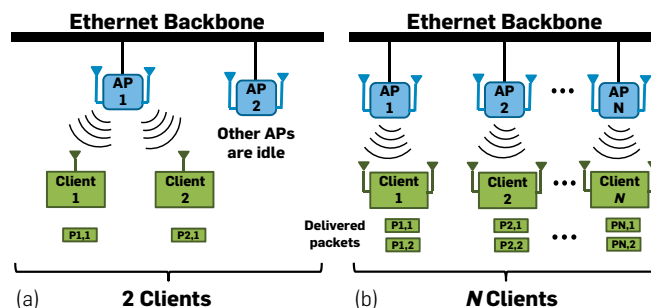 Ethernet Backbone
AP
1
AP
2
Other APs
are idle
Client
1
Client
2
P1,1
P2,1
(a)
2 Clients
Ethernet Backbone
AP
1
AP
2
•••
AP
N
Client
1
Client
2
•••
Client
N
Delivered
packets
P1,1
P1,2
P2,1
P2,2
•••
PN,1
PN,2
(b)
N Clients